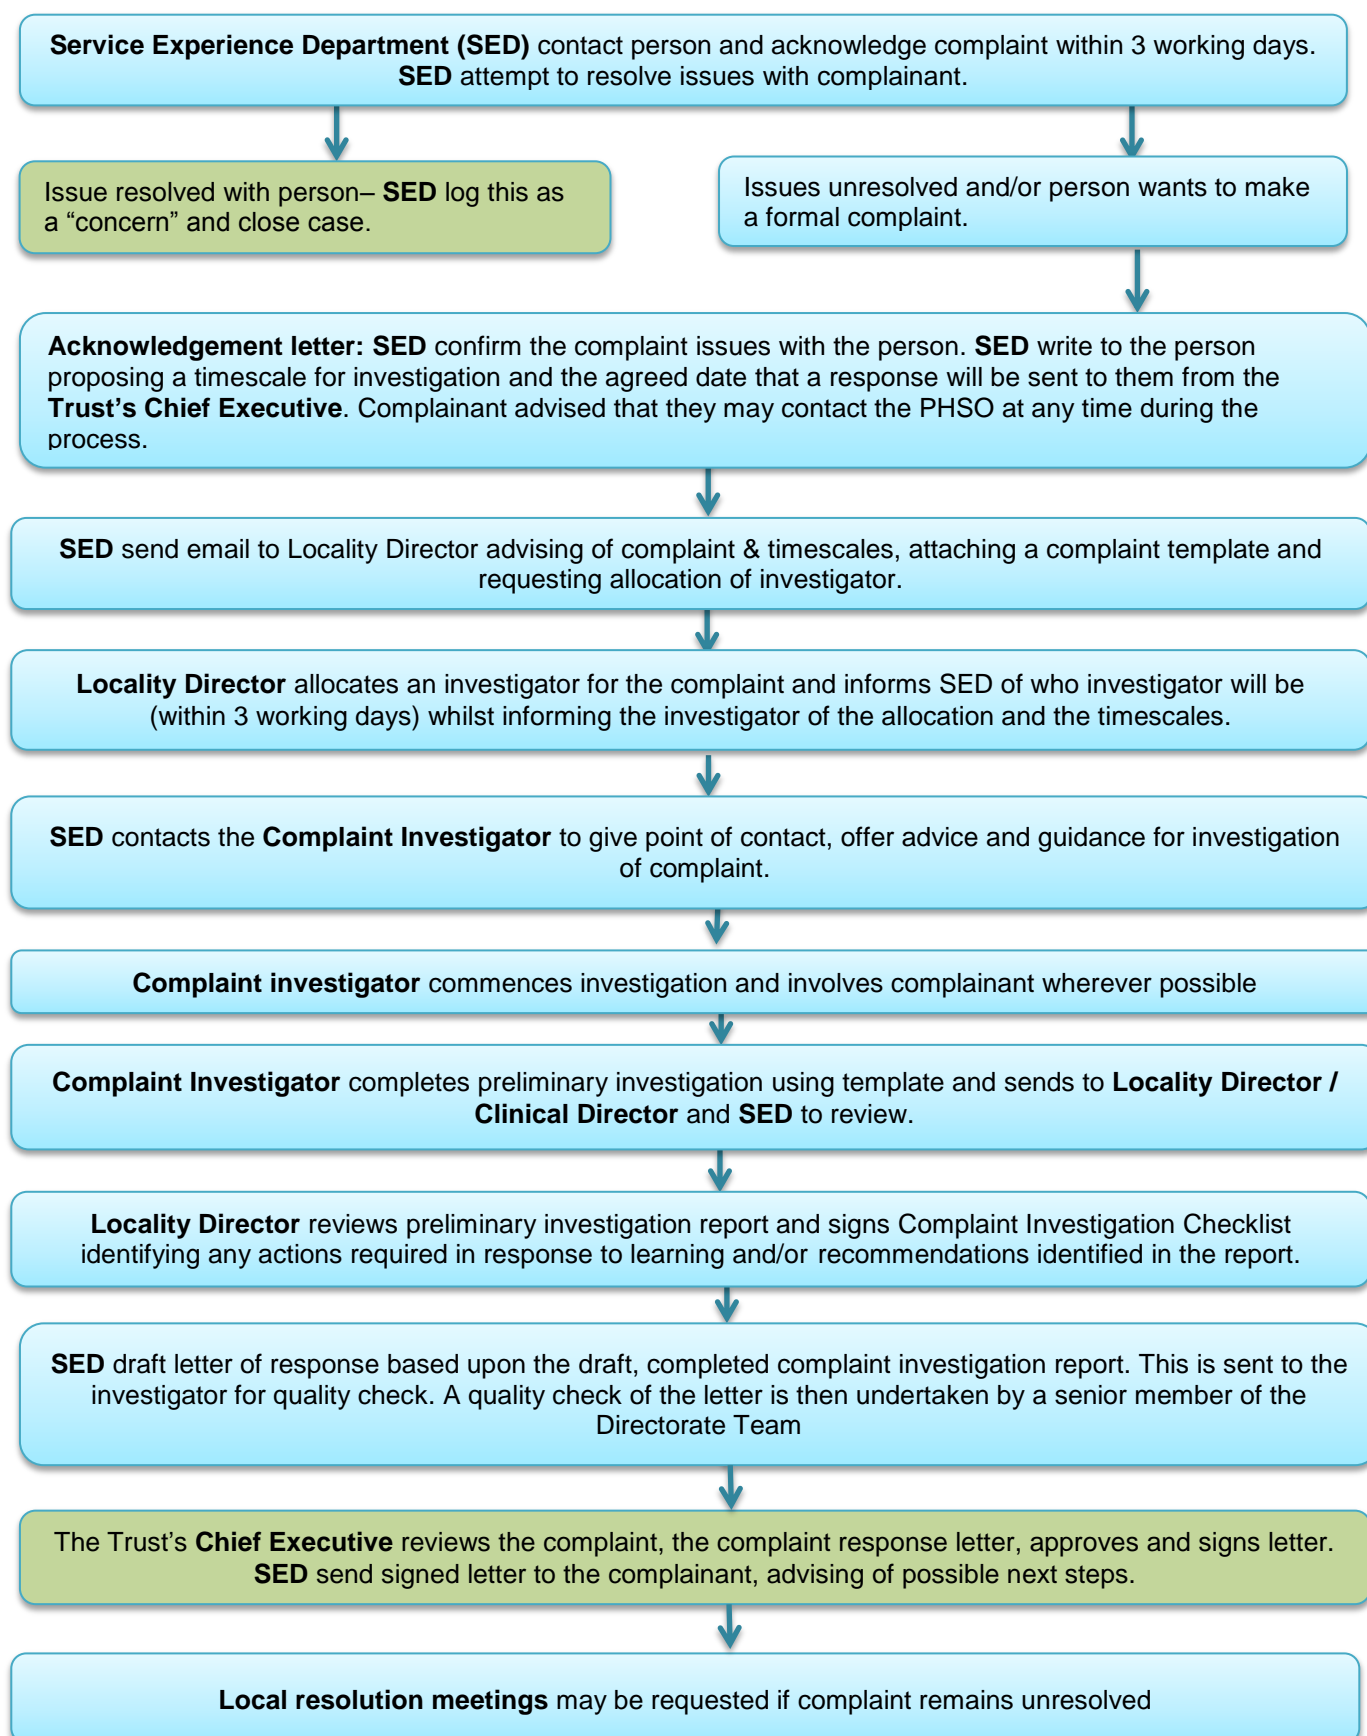 Service Experience Department (SED) contact person and acknowledge complaint within 3 working days.
SED attempt to resolve issues with complainant.
Issue resolved with person– SED log this as
a “concern” and close case.
Issues unresolved and/or person wants to make
a formal complaint.
Acknowledgement letter: SED confirm the complaint issues with the person. SED write to the person
proposing a timescale for investigation and the agreed date that a response will be sent to them from the
Trust’s Chief Executive. Complainant advised that they may contact the PHSO at any time during the
process.
SED send email to Locality Director advising of complaint & timescales, attaching a complaint template and
requesting allocation of investigator.
Locality Director allocates an investigator for the complaint and informs SED of who investigator will be
(within 3 working days) whilst informing the investigator of the allocation and the timescales.
SED contacts the Complaint Investigator to give point of contact, offer advice and guidance for investigation
of complaint.
Complaint investigator commences investigation and involves complainant wherever possible
Complaint Investigator completes preliminary investigation using template and sends to Locality Director /
Clinical Director and SED to review.
Locality Director reviews preliminary investigation report and signs Complaint Investigation Checklist
identifying any actions required in response to learning and/or recommendations identified in the report.
SED draft letter of response based upon the draft, completed complaint investigation report. This is sent to the
investigator for quality check. A quality check of the letter is then undertaken by a senior member of the
Directorate Team
The Trust’s Chief Executive reviews the complaint, the complaint response letter, approves and signs letter.
SED send signed letter to the complainant, advising of possible next steps.
Local resolution meetings may be requested if complaint remains unresolved